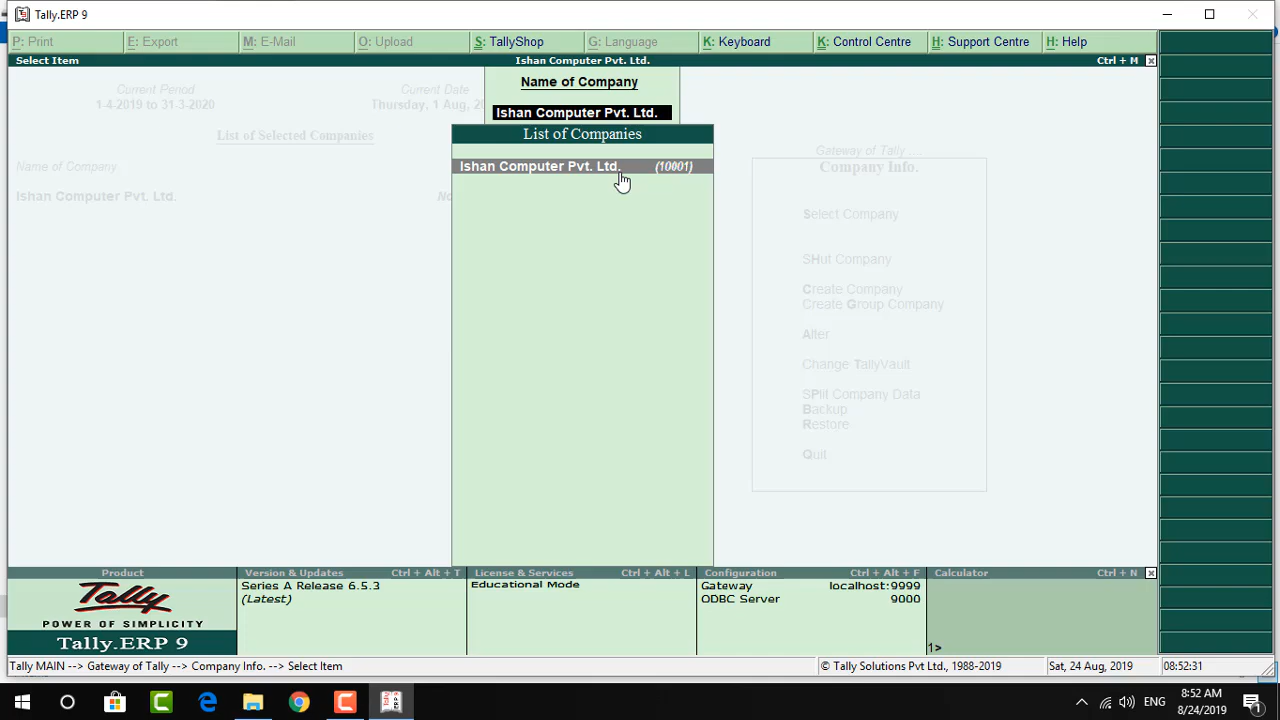 Tally.ERP 9
P: Print
E: Export
M: E-Mail
O: Upload
S: TallyShop
G: Language
K: Keyboard
K: Control Centre
H: Support Centre
H: Help
Select Item
Ishan Computer Pvt. Ltd.
Ctrl + M
Current Period
1-4-2019 to 31-3-2020
Current Date
Thursday, 1 Aug, 20
List of Selected Companies
Name of Company
Ishan Computer Pvt. Ltd.
No
Name of Company
Ishan Computer Pvt. Ltd.
List of Companies
Ishan Computer Pvt. Ltd. (10001)
Gateway of Tally ....
Company Info.
Select Company
SHut Company
Create Company
Create Group Company
Alter
Change TallyVault
SPlit Company Data
Backup
Restore
Quit
Product
Tally
POWER OF SIMPLICITY
Tally.ERP 9
Version & Updates Ctrl + Alt + T
Series A Release 6.5.3
(Latest)
License & Services Ctrl + Alt + L
Educational Mode
Configuration Ctrl + Alt + F
Gateway localhost:9999
ODBC Server 9000
Calculator Ctrl + N
1>
Tally MAIN --> Gateway of Tally --> Company Info. --> Select Item
© Tally Solutions Pvt Ltd., 1988-2019
Sat, 24 Aug, 2019
08:52:31
ENG
8:52 AM
8/24/2019
1